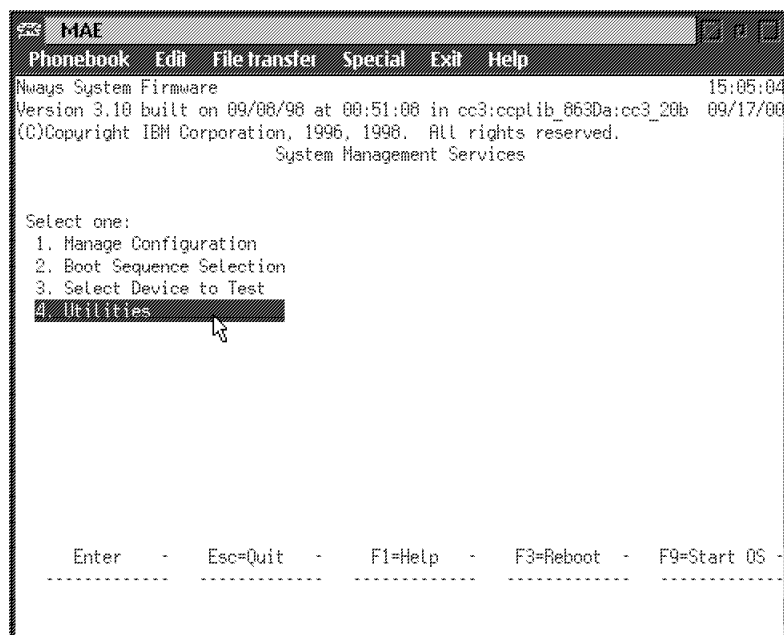 MAE
Phonebook Edit File transfer Special Exit Help
Nways System Firmware 15:05:04
Version 3.10 built on 09/08/98 at 00:51:08 in cc3:ccplib_863Da:cc3_20b 09/17/00
(C)Copyright IBM Corporation, 1996, 1998. All rights reserved.
System Management Services
Select one:
1. Manage Configuration
2. Boot Sequence Selection
3. Select Device to Test
4. Utilities
Enter - Esc=Quit - F1=Help - F3=Reboot - F9=Start OS -